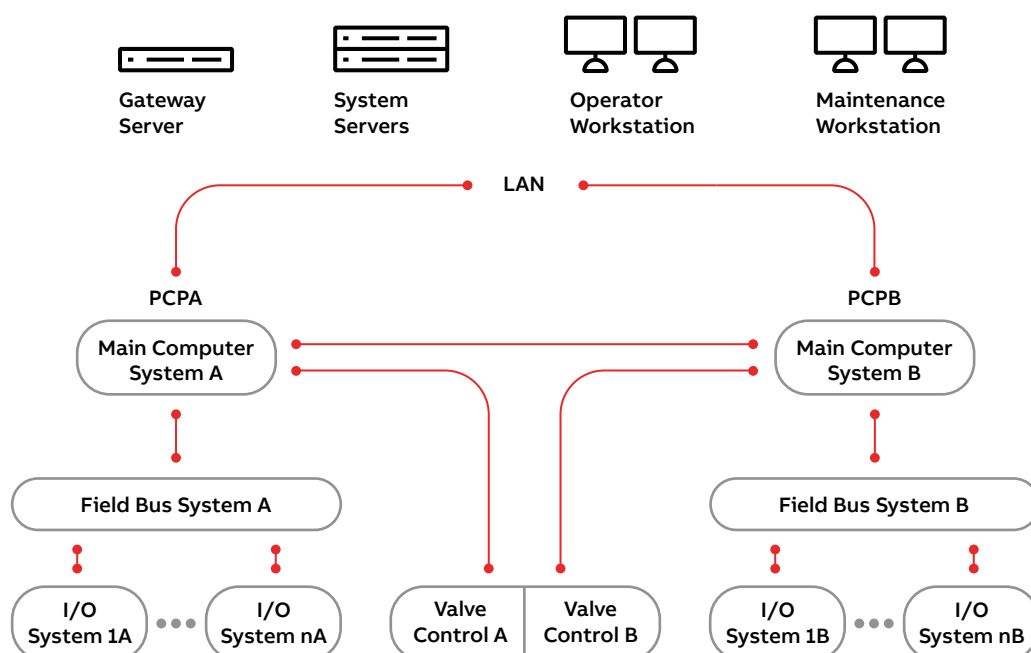 Gateway
Server
System
Servers
Operator
Workstation
Maintenance
Workstation
LAN
PCPA
PCPB
Main Computer
System A
Main Computer
System B
Field Bus System A
Field Bus System B
I/O
System 1A
I/O
System nA
Valve
Control A
Valve
Control B
I/O
System 1B
I/O
System nB